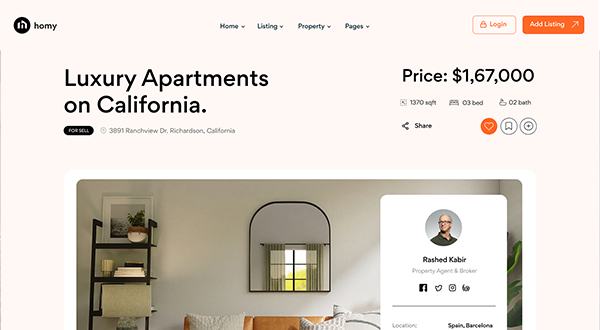 homy
Home
Listing
Property
Pages
Login
Add Listing
Luxury Apartments
on California.
FOR SELL
3891 Ranchview Dr. Richardson, California
Price: $1,67,000
1370 sqft
03 bed
02 bath
Share
Rashed Kabir
Property Agent & Broker
Location:
Spain, Barcelona